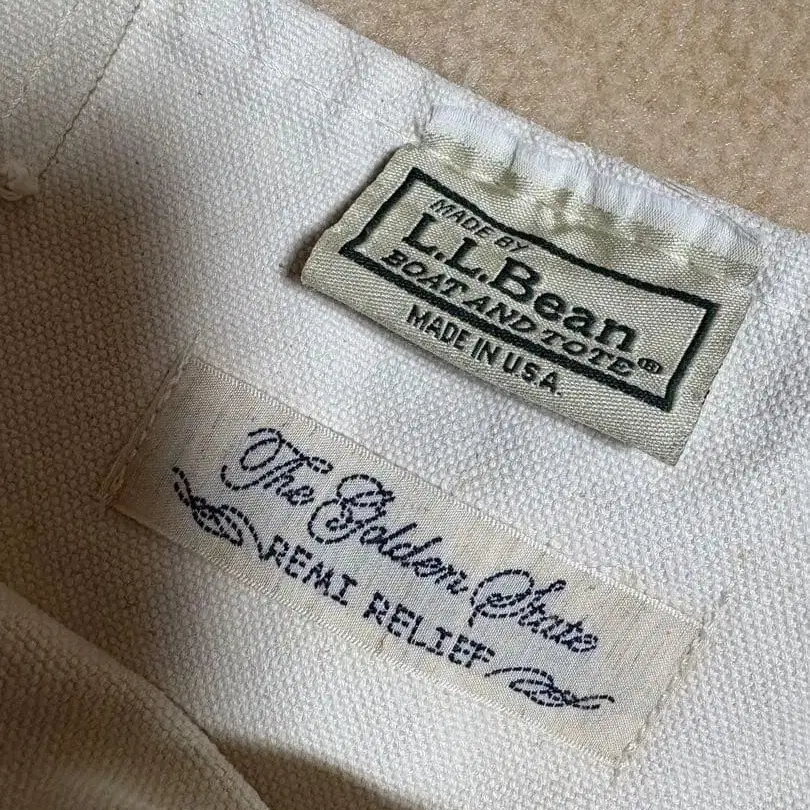 MADE BY
L.L.Bean
BOAT AND TOTE®
MADE IN U.S.A.
The Golden State
REMI RELIEF